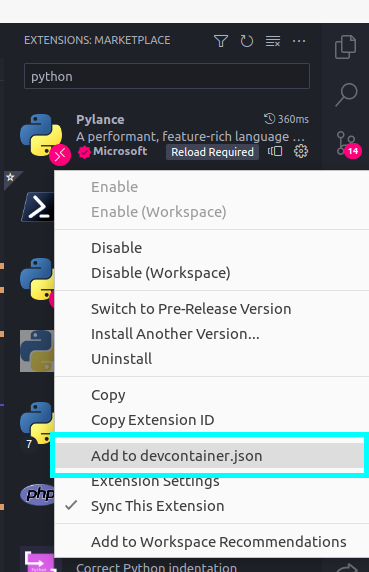 EXTENSIONS: MARKETPLACE
python
Pylance
360ms
A performant, feature-rich language ...
Microsoft
Reload Required
14
Enable
Enable (Workspace)
Disable
Disable (Workspace)
Switch to Pre-Release Version
Install Another Version...
Uninstall
Copy
Copy Extension ID
7
Add to devcontainer.json
Extension Settings
php
Sync This Extension
Add to Workspace Recommendations
Correct Python indentation